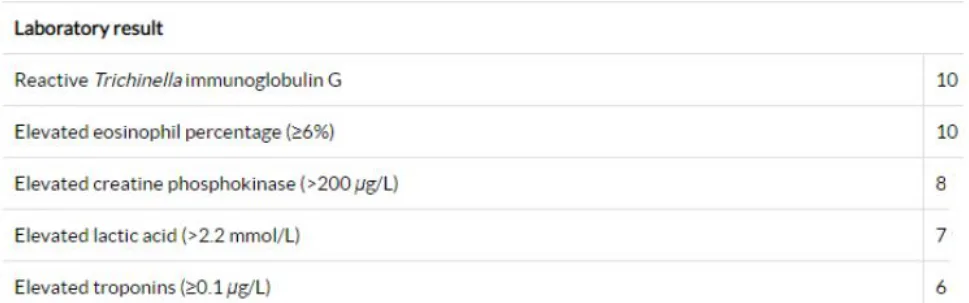 Laboratory result
Reactive Trichinella immunoglobulin G 10
Elevated eosinophil percentage (≥6%) 10
Elevated creatine phosphokinase (>200 µg/L) 8
Elevated lactic acid (>2.2 mmol/L) 7
Elevated troponins (≥0.1 µg/L) 6